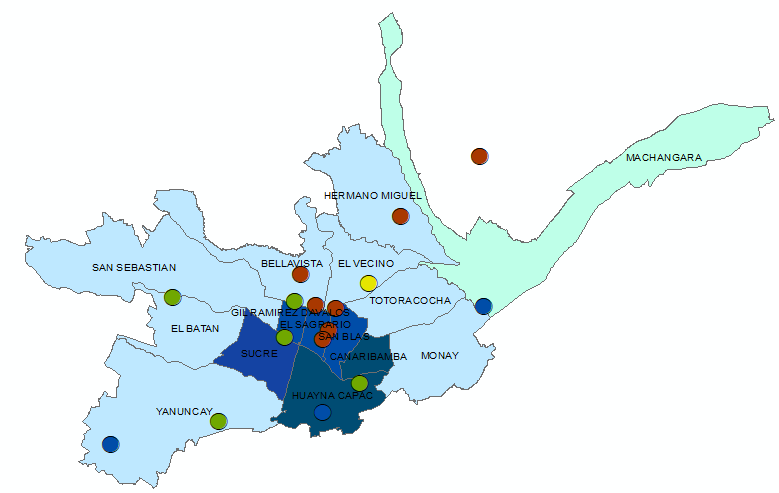 MACHANGARA
HERMANO MIGUEL
SAN SEBASTIAN
BELLAVISTA
EL VECINO
TOTORACOCHA
GIL RAMIREZ DAVALOS
EL BATAN
EL SAGRARIO
SAN BLAS
SUCRE
CAÑARIBAMBA
MONAY
HUAYNA CAPAC
YANUNCAY